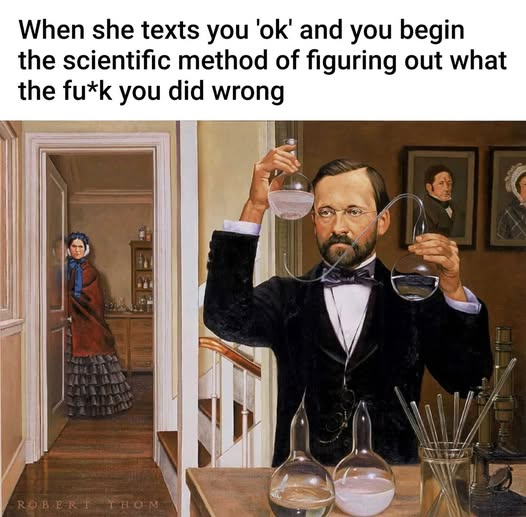 When she texts you 'ok' and you begin
the scientific method of figuring out what
the fu*k you did wrong
ROBERT THOM